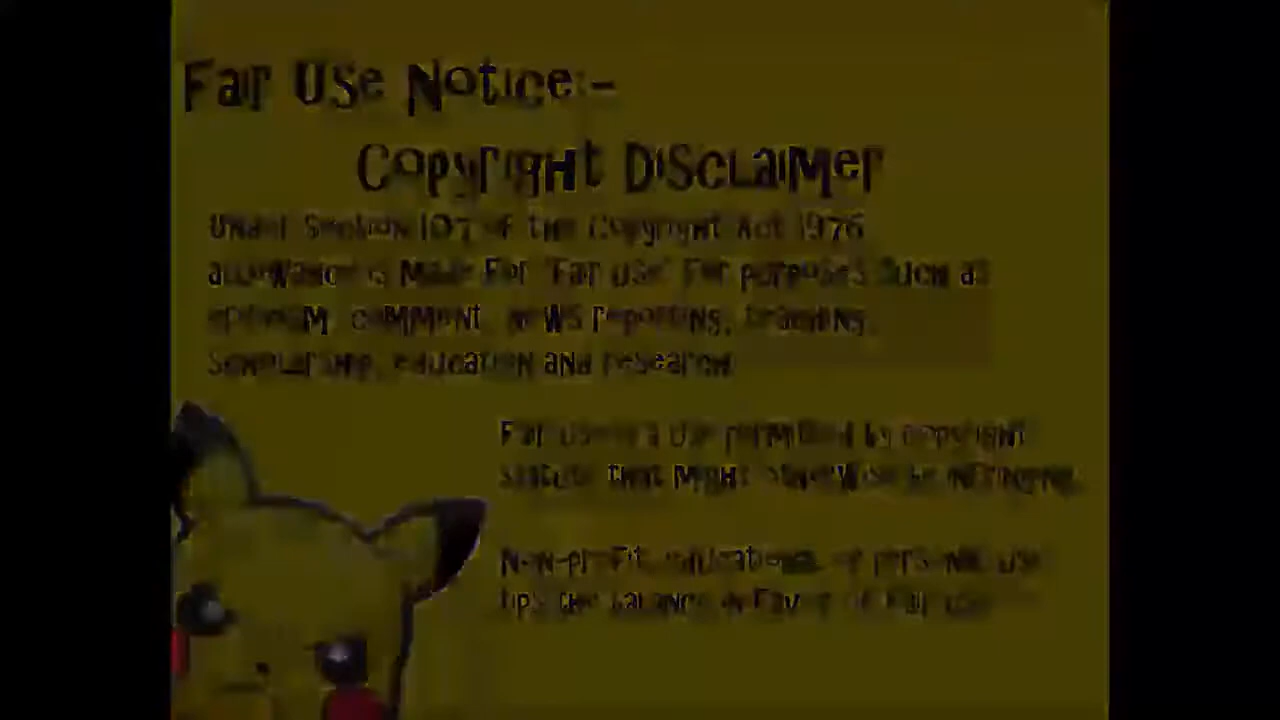 Fair Use Notice:-
Copyright Disclaimer
Under Section 107 of the Copyright Act 1976
allowance is made for "Fair Use" for purposes such as
criticism, comment, news reporting, teaching,
scholarship, education and research.
Fair use is a use permitted by copyright
statute that might otherwise be infringing.
Non-profit, educational or personal use
tips the balance in favor of fair use